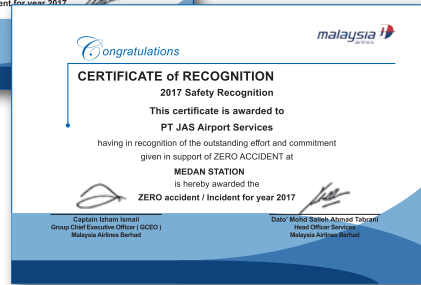 ent for year 2017
malaysia
airlines
Congratulations
CERTIFICATE of RECOGNITION
2017 Safety Recognition
This certificate is awarded to
PT JAS Airport Services
having in recognition of the outstanding effort and commitment
given in support of ZERO ACCIDENT at
MEDAN STATION
is hereby awarded the
ZERO accident / Incident for year 2017
Captain Izham Ismail
Group Chief Executive Officer ( GCEO )
Malaysia Airlines Berhad
Dato' Mohd Salleh Ahmad Tabrani
Head Officer Services
Malaysia Airlines Berhad